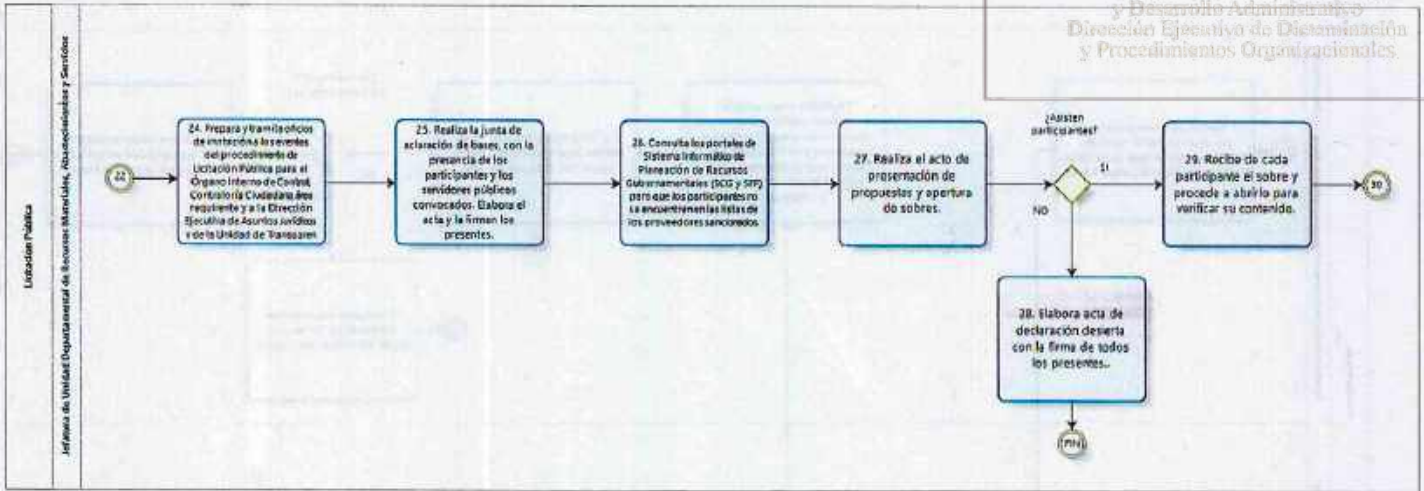 y Desarrollo Administrativo
Dirección Ejecutiva de Dictaminación
y Procedimientos Organizacionales
Licitación Pública
Jefatura de Unidad Departamental de Recursos Materiales, Abastecimientos y Servicios
22
24. Prepara y tramita oficios
de invitación a los eventos
del procedimiento de
Licitación Pública para el
Órgano Interno de Control,
Contraloría Ciudadana, área
requirente y a la Dirección
Ejecutiva de Asuntos Jurídicos
y de la Unidad de Transparen
25. Realiza la junta de
aclaración de bases, con la
presencia de los
participantes y los
servidores públicos
convocados. Elabora el
acta y la firman los
presentes.
26. Consulta los portales de
Sistema Informático de
Planeación de Recursos
Gubernamentales (SCG y SFP)
para que los participantes no
se encuentren en las listas de
los proveedores sancionados
27. Realiza el acto de
presentación de
propuestas y apertura
de sobres.
¿Asisten
participantes?
SI
NO
29. Recibe de cada
participante el sobre y
procede a abrirlo para
verificar su contenido.
30
28. Elabora acta de
declaración desierta
con la firma de todos
los presentes..
FIN